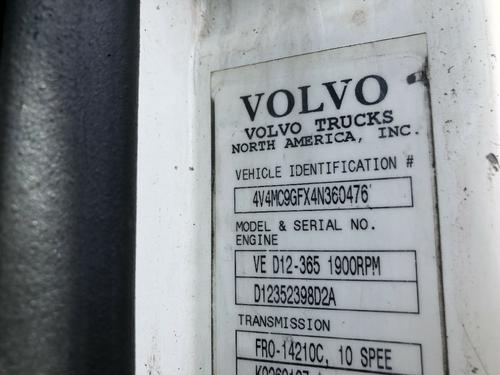 VOLVO
VOLVO TRUCKS
NORTH AMERICA, INC.
VEHICLE IDENTIFICATION #
4V4MC9GFX4N360476
MODEL & SERIAL NO.
ENGINE
VE D12-365 1900RPM
D12352398D2A
TRANSMISSION
FRO-14210C, 10 SPEE